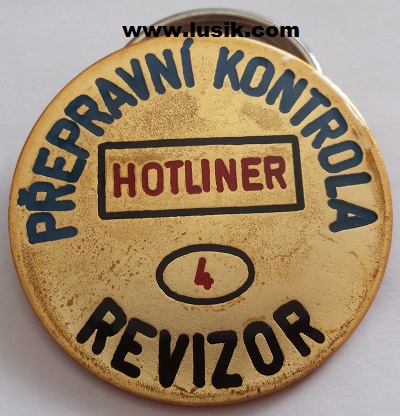 www.lusik.com
PŘEPRAVNÍ KONTROLA
HOTLINER
4
REVIZOR